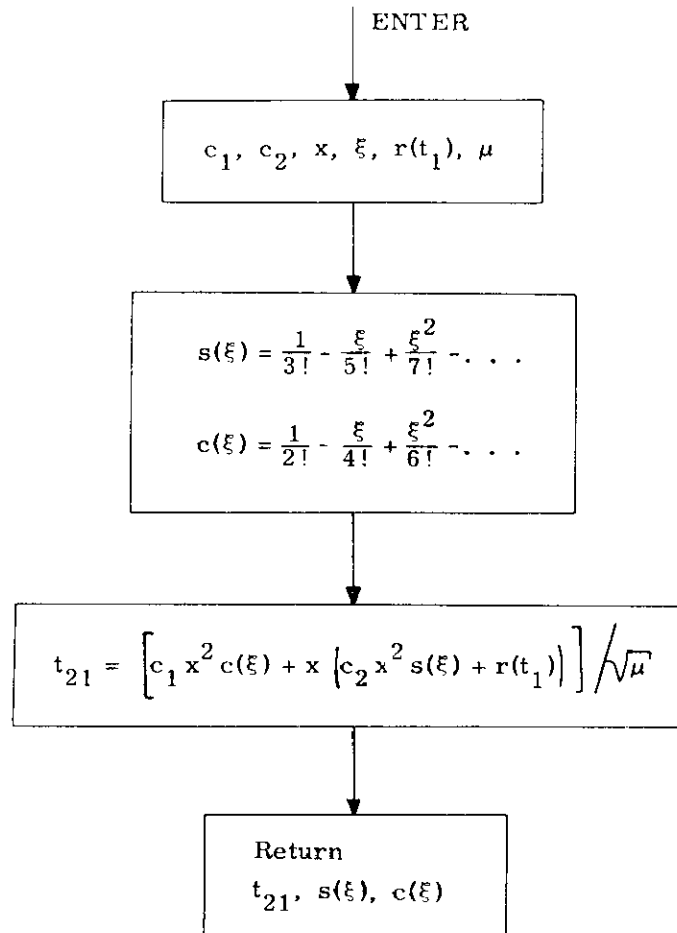 ENTER
c₁, c₂, x, ξ, r(t₁), μ
s(ξ) = 1/3! - ξ/5! + ξ²/7! - . . .
c(ξ) = 1/2! - ξ/4! + ξ²/6! - . . .
t₂₁ = [c₁ x² c(ξ) + x (c₂ x² s(ξ) + r(t₁))] /√μ
Return
t₂₁, s(ξ), c(ξ)